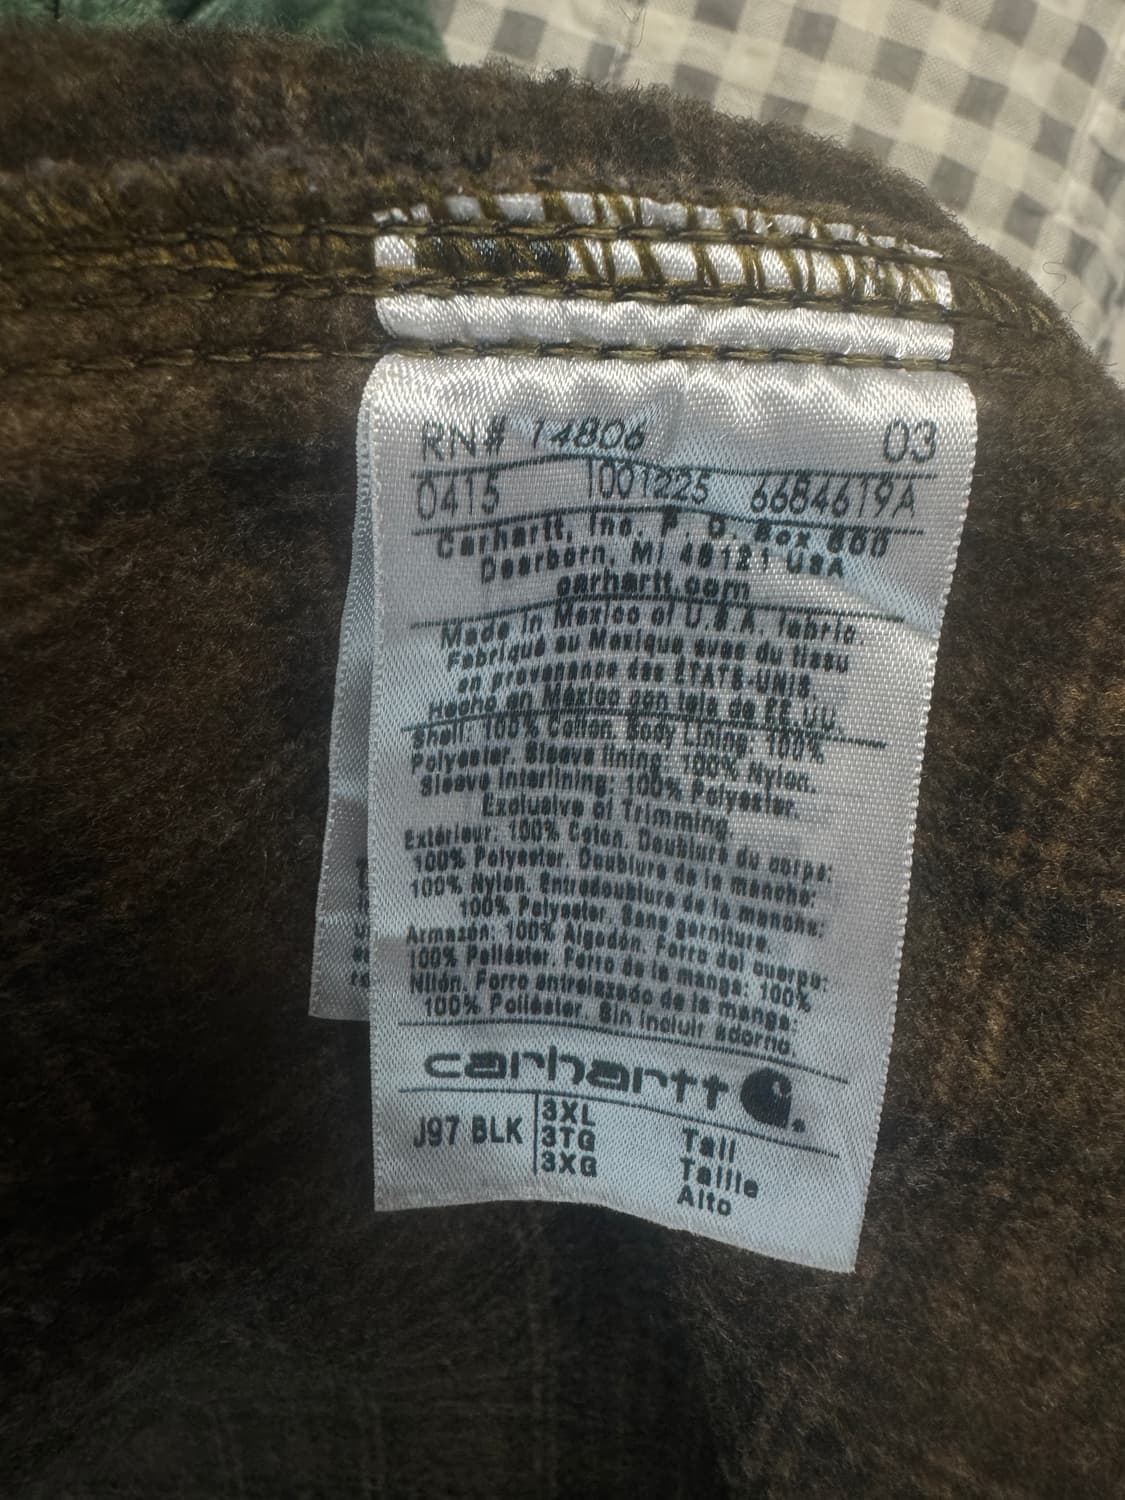 RN# 14806 03
0415 1001225 6684619A
Carhartt, Inc. P. O. Box 600
Dearborn, MI 48121 USA
carhartt.com
Made in Mexico of U.S.A. fabric.
Fabriqué au Mexique avec du tissu
en provenance des ÉTATS-UNIS.
Hecho en México con tela de EE.UU.
Shell: 100% Cotton. Body Lining: 100%
Polyester. Sleeve lining: 100% Nylon.
Sleeve Interlining: 100% Polyester.
Exclusive of Trimming.
Extérieur: 100% Coton. Doublure du corps:
100% Polyester. Doublure de la manche:
100% Nylon. Entredoublure de la manche:
100% Polyester. Sans garniture.
Armazón: 100% Algodón. Forro del cuerpo:
100% Poliéster. Forro de la manga: 100%
Nilón. Forro entrelazado de la manga:
100% Poliéster. Sin incluir adorno.
carhartt
J97 BLK 3XL Tall
3TG Taille
3XG Alto